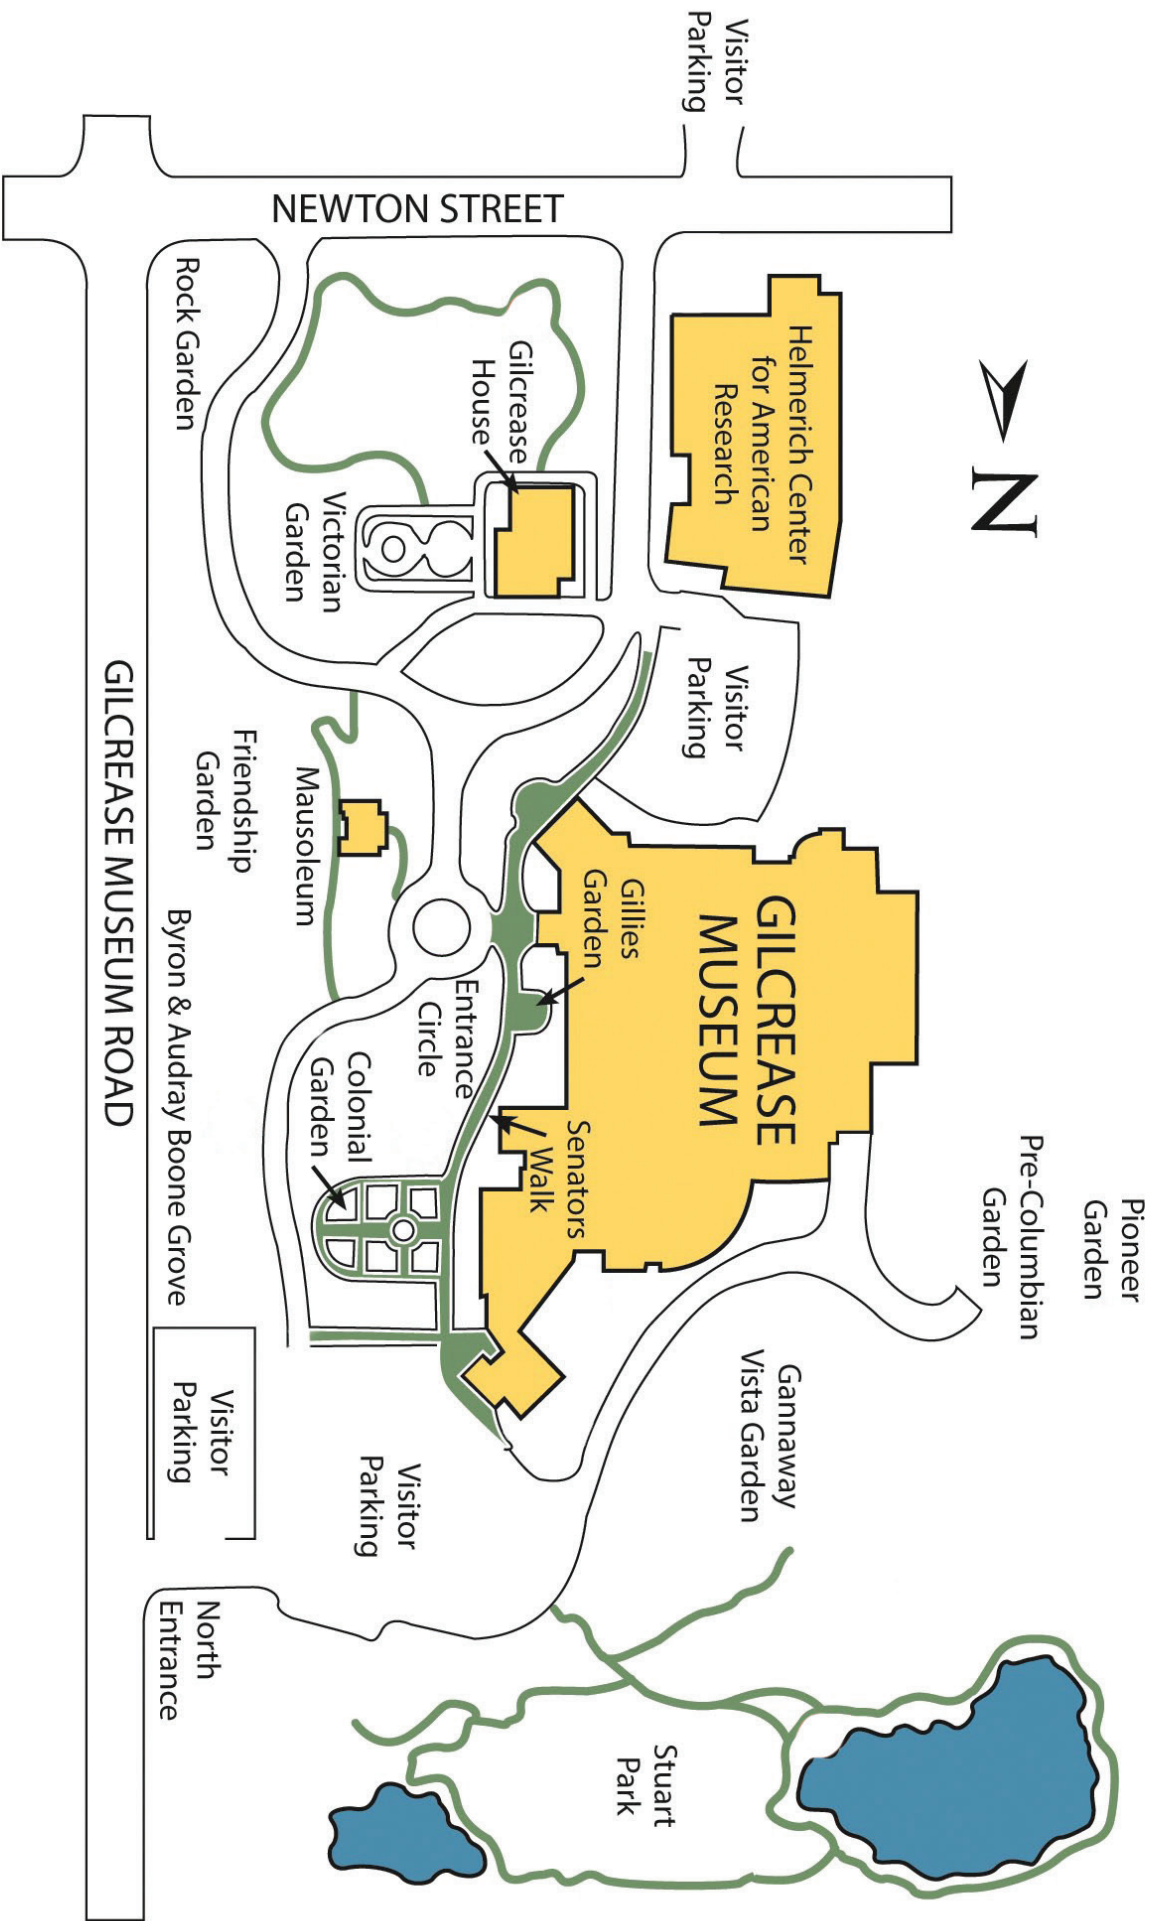 Visitor
Parking
NEWTON STREET
Rock Garden
Gilcrease
House
Helmerich Center
for American
Research
N
Victorian
Garden
Visitor
Parking
Friendship
Garden
Mausoleum
GILCREASE MUSEUM ROAD
Gillies
Garden
GILCREASE
MUSEUM
Byron & Audray Boone Grove
Entrance
Circle
Colonial
Garden
Senators
Walk
Pioneer
Garden
Pre-Columbian
Garden
Gannaway
Vista Garden
Visitor
Parking
Visitor
Parking
North
Entrance
Stuart
Park